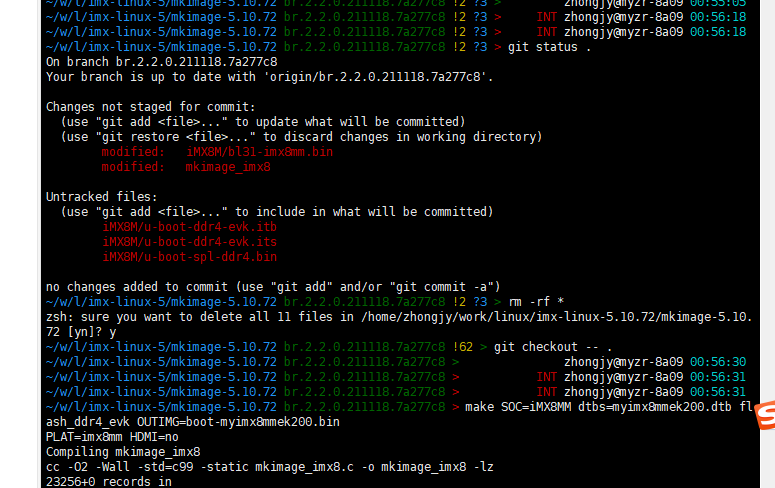 ~/w/l/imx-linux-5/mkimage-5.10.72 br.2.2.0.211118.7a277c8 !2 ?3 > zhongjy@myzr-8a09 00:55:05
~/w/l/imx-linux-5/mkimage-5.10.72 br.2.2.0.211118.7a277c8 !2 ?3 > INT zhongjy@myzr-8a09 00:56:18
~/w/l/imx-linux-5/mkimage-5.10.72 br.2.2.0.211118.7a277c8 !2 ?3 > INT zhongjy@myzr-8a09 00:56:18
~/w/l/imx-linux-5/mkimage-5.10.72 br.2.2.0.211118.7a277c8 !2 ?3 > git status .
On branch br.2.2.0.211118.7a277c8
Your branch is up to date with 'origin/br.2.2.0.211118.7a277c8'.
Changes not staged for commit:
(use "git add <file>..." to update what will be committed)
(use "git restore <file>..." to discard changes in working directory)
modified: iMX8M/bl31-imx8mm.bin
modified: mkimage_imx8
Untracked files:
(use "git add <file>..." to include in what will be committed)
iMX8M/u-boot-ddr4-evk.itb
iMX8M/u-boot-ddr4-evk.its
iMX8M/u-boot-spl-ddr4.bin
no changes added to commit (use "git add" and/or "git commit -a")
~/w/l/imx-linux-5/mkimage-5.10.72 br.2.2.0.211118.7a277c8 !2 ?3 > rm -rf *
zsh: sure you want to delete all 11 files in /home/zhongjy/work/linux/imx-linux-5.10.72/mkimage-5.10.
72 [yn]? y
~/w/l/imx-linux-5/mkimage-5.10.72 br.2.2.0.211118.7a277c8 !62 > git checkout -- .
~/w/l/imx-linux-5/mkimage-5.10.72 br.2.2.0.211118.7a277c8 > zhongjy@myzr-8a09 00:56:30
~/w/l/imx-linux-5/mkimage-5.10.72 br.2.2.0.211118.7a277c8 > INT zhongjy@myzr-8a09 00:56:31
~/w/l/imx-linux-5/mkimage-5.10.72 br.2.2.0.211118.7a277c8 > INT zhongjy@myzr-8a09 00:56:31
~/w/l/imx-linux-5/mkimage-5.10.72 br.2.2.0.211118.7a277c8 > make SOC=iMX8MM dtbs=myimx8mmek200.dtb fl
ash_ddr4_evk OUTIMG=boot-myimx8mmek200.bin
PLAT=imx8mm HDMI=no
Compiling mkimage_imx8
cc -O2 -Wall -std=c99 -static mkimage_imx8.c -o mkimage_imx8 -lz
23256+0 records in